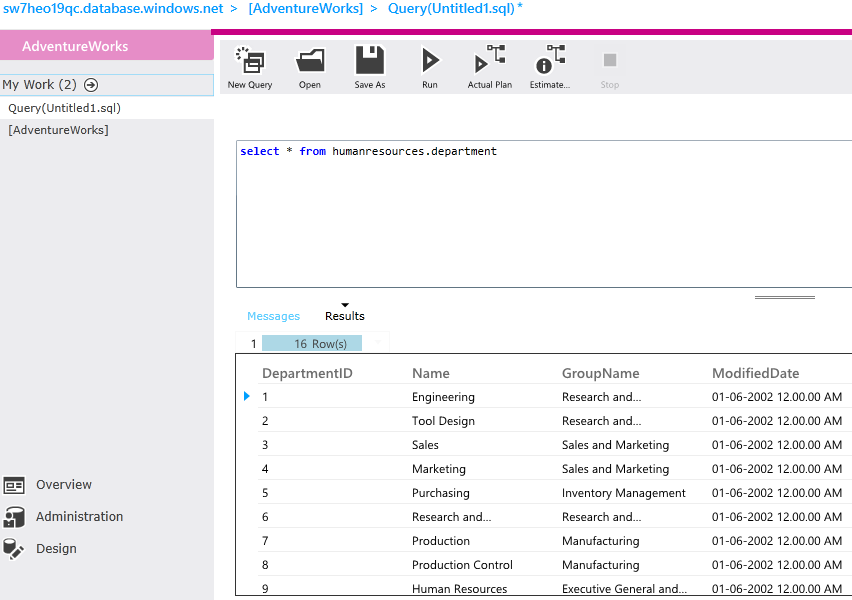 sw7heo19qc.database.windows.net > [AdventureWorks] > Query(Untitled1.sql) *
AdventureWorks
My Work (2)
Query(Untitled1.sql)
[AdventureWorks]
New Query Open Save As Run Actual Plan Estimate... Stop
select * from humanresources.department
Messages Results
1 16 Row(s)
DepartmentID Name GroupName ModifiedDate
1 Engineering Research and... 01-06-2002 12.00.00 AM
2 Tool Design Research and... 01-06-2002 12.00.00 AM
3 Sales Sales and Marketing 01-06-2002 12.00.00 AM
4 Marketing Sales and Marketing 01-06-2002 12.00.00 AM
5 Purchasing Inventory Management 01-06-2002 12.00.00 AM
6 Research and... Research and... 01-06-2002 12.00.00 AM
7 Production Manufacturing 01-06-2002 12.00.00 AM
8 Production Control Manufacturing 01-06-2002 12.00.00 AM
9 Human Resources Executive General and... 01-06-2002 12.00.00 AM
Overview
Administration
Design